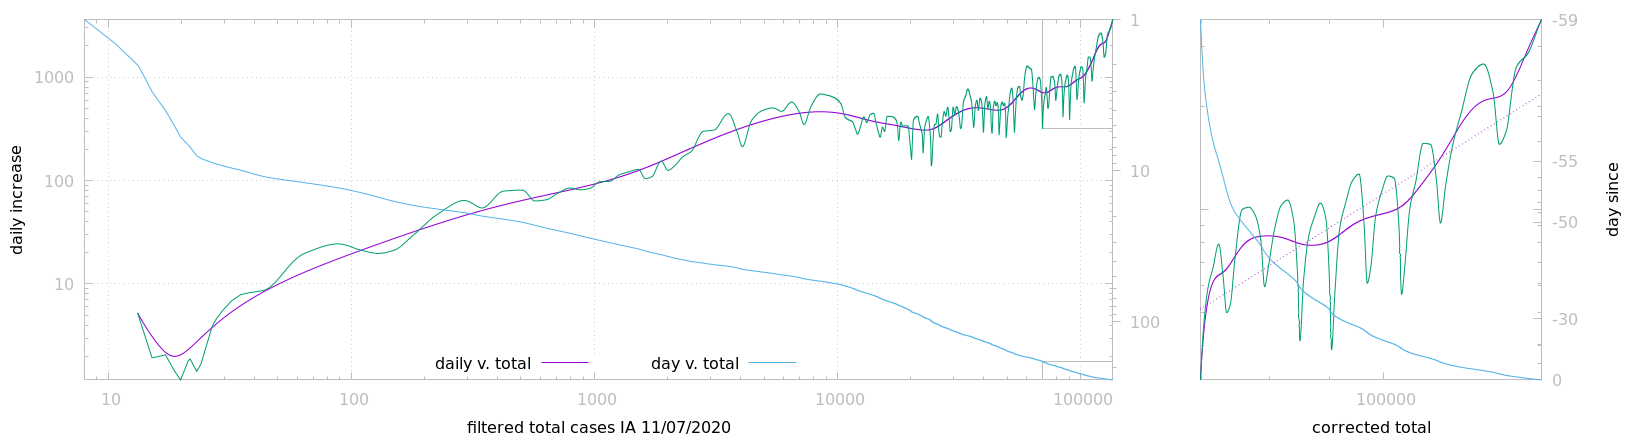 1000
100
10
daily increase
10
100
1000
10000
100000
filtered total cases IA 11/07/2020
daily v. total
day v. total
1
10
100
100000
corrected total
-59
-55
-50
-30
0
day since